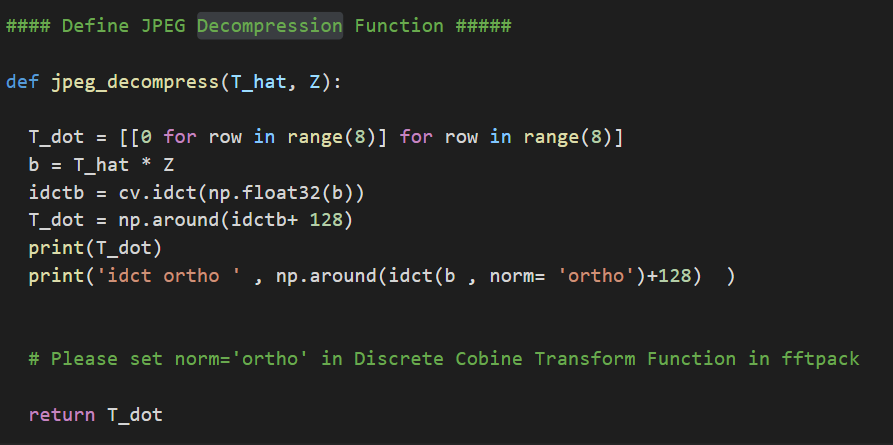 #### Define JPEG Decompression Function #####
def jpeg_decompress(T_hat, Z):
T_dot = [[0 for row in range(8)] for row in range(8)]
b = T_hat * Z
idctb = cv.idct(np.float32(b))
T_dot = np.around(idctb+ 128)
print(T_dot)
print('idct ortho ' , np.around(idct(b , norm= 'ortho')+128)  )
# Please set norm='ortho' in Discrete Cobine Transform Function in fftpack
return T_dot